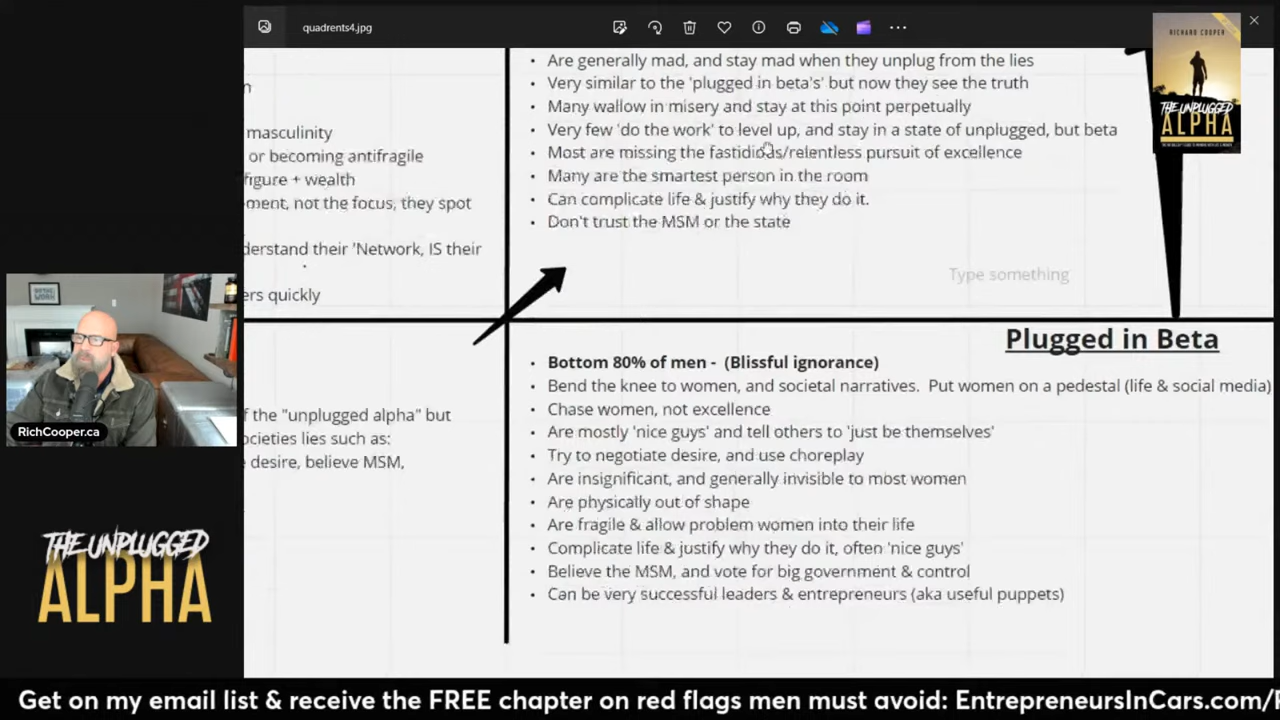 quadrents4.jpg
RICHARD COOPER
THE UNPLUGGED
ALPHA
• Are generally mad, and stay mad when they unplug from the lies
• Very similar to the 'plugged in beta's' but now they see the truth
• Many wallow in misery and stay at this point perpetually
• Very few 'do the work' to level up, and stay in a state of unplugged, but beta
• Most are missing the fastidious/relentless pursuit of excellence
• Many are the smartest person in the room
• Can complicate life & justify why they do it.
• Don't trust the MSM or the state
masculinity
or becoming antifragile
figure + wealth
ment, not the focus, they spot
derstand their 'Network, IS their
ers quickly
Type something
Plugged in Beta
• Bottom 80% of men - (Blissful ignorance)
• Bend the knee to women, and societal narratives. Put women on a pedestal (life & social media)
• Chase women, not excellence
• Are mostly 'nice guys' and tell others to 'just be themselves'
• Try to negotiate desire, and use choreplay
• Are insignificant, and generally invisible to most women
• Are physically out of shape
• Are fragile & allow problem women into their life
• Complicate life & justify why they do it, often 'nice guys'
• Believe the MSM, and vote for big government & control
• Can be very successful leaders & entrepreneurs (aka useful puppets)
f the "unplugged alpha" but
ocieties lies such as:
e desire, believe MSM,
RichCooper.ca
THE UNPLUGGED
ALPHA
Get on my email list & receive the FREE chapter on red flags men must avoid: EntrepreneursInCars.com/